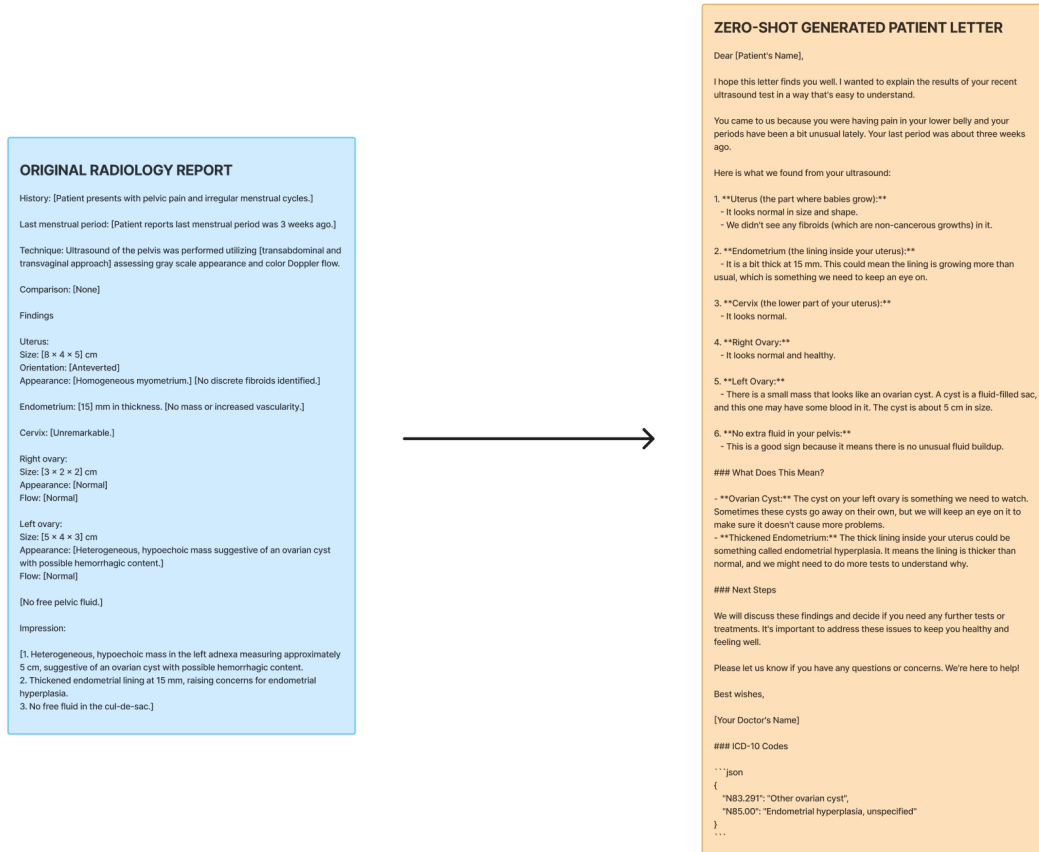 ORIGINAL RADIOLOGY REPORT
History: [Patient presents with pelvic pain and irregular menstrual cycles.]
Last menstrual period: [Patient reports last menstrual period was 3 weeks ago.]
Technique: Ultrasound of the pelvis was performed utilizing [transabdominal and
transvaginal approach] assessing gray scale appearance and color Doppler flow.
Comparison: [None]
Findings
Uterus:
Size: [8 × 4 × 5] cm
Orientation: [Anteverted]
Appearance: [Homogeneous myometrium.] [No discrete fibroids identified.]
Endometrium: [15] mm in thickness. [No mass or increased vascularity.]
Cervix: [Unremarkable.]
Right ovary:
Size: [3 × 2 × 2] cm
Appearance: [Normal]
Flow: [Normal]
Left ovary:
Size: [5 × 4 × 3] cm
Appearance: [Heterogeneous, hypoechoic mass suggestive of an ovarian cyst
with possible hemorrhagic content.]
Flow: [Normal]
[No free pelvic fluid.]
Impression:
[1. Heterogeneous, hypoechoic mass in the left adnexa measuring approximately
5 cm, suggestive of an ovarian cyst with possible hemorrhagic content.
2. Thickened endometrial lining at 15 mm, raising concerns for endometrial
hyperplasia.
3. No free fluid in the cul-de-sac.]
ZERO-SHOT GENERATED PATIENT LETTER
Dear [Patient's Name],
I hope this letter finds you well. I wanted to explain the results of your recent
ultrasound test in a way that's easy to understand.
You came to us because you were having pain in your lower belly and your
periods have been a bit unusual lately. Your last period was about three weeks
ago.
Here is what we found from your ultrasound:
1. **Uterus (the part where babies grow):**
- It looks normal in size and shape.
- We didn't see any fibroids (which are non-cancerous growths) in it.
2. **Endometrium (the lining inside your uterus):**
- It is a bit thick at 15 mm. This could mean the lining is growing more than
usual, which is something we need to keep an eye on.
3. **Cervix (the lower part of your uterus):**
- It looks normal.
4. **Right Ovary:**
- It looks normal and healthy.
5. **Left Ovary:**
- There is a small mass that looks like an ovarian cyst. A cyst is a fluid-filled sac,
and this one may have some blood in it. The cyst is about 5 cm in size.
6. **No extra fluid in your pelvis:**
- This is a good sign because it means there is no unusual fluid buildup.
### What Does This Mean?
- **Ovarian Cyst:** The cyst on your left ovary is something we need to watch.
Sometimes these cysts go away on their own, but we will keep an eye on it to
make sure it doesn't cause more problems.
- **Thickened Endometrium:** The thick lining inside your uterus could be
something called endometrial hyperplasia. It means the lining is thicker than
normal, and we might need to do more tests to understand why.
### Next Steps
We will discuss these findings and decide if you need any further tests or
treatments. It's important to address these issues to keep you healthy and
feeling well.
Please let us know if you have any questions or concerns. We're here to help!
Best wishes,
[Your Doctor's Name]
### ICD-10 Codes
```json
{
"N83.291": "Other ovarian cyst",
"N85.00": "Endometrial hyperplasia, unspecified"
}
```